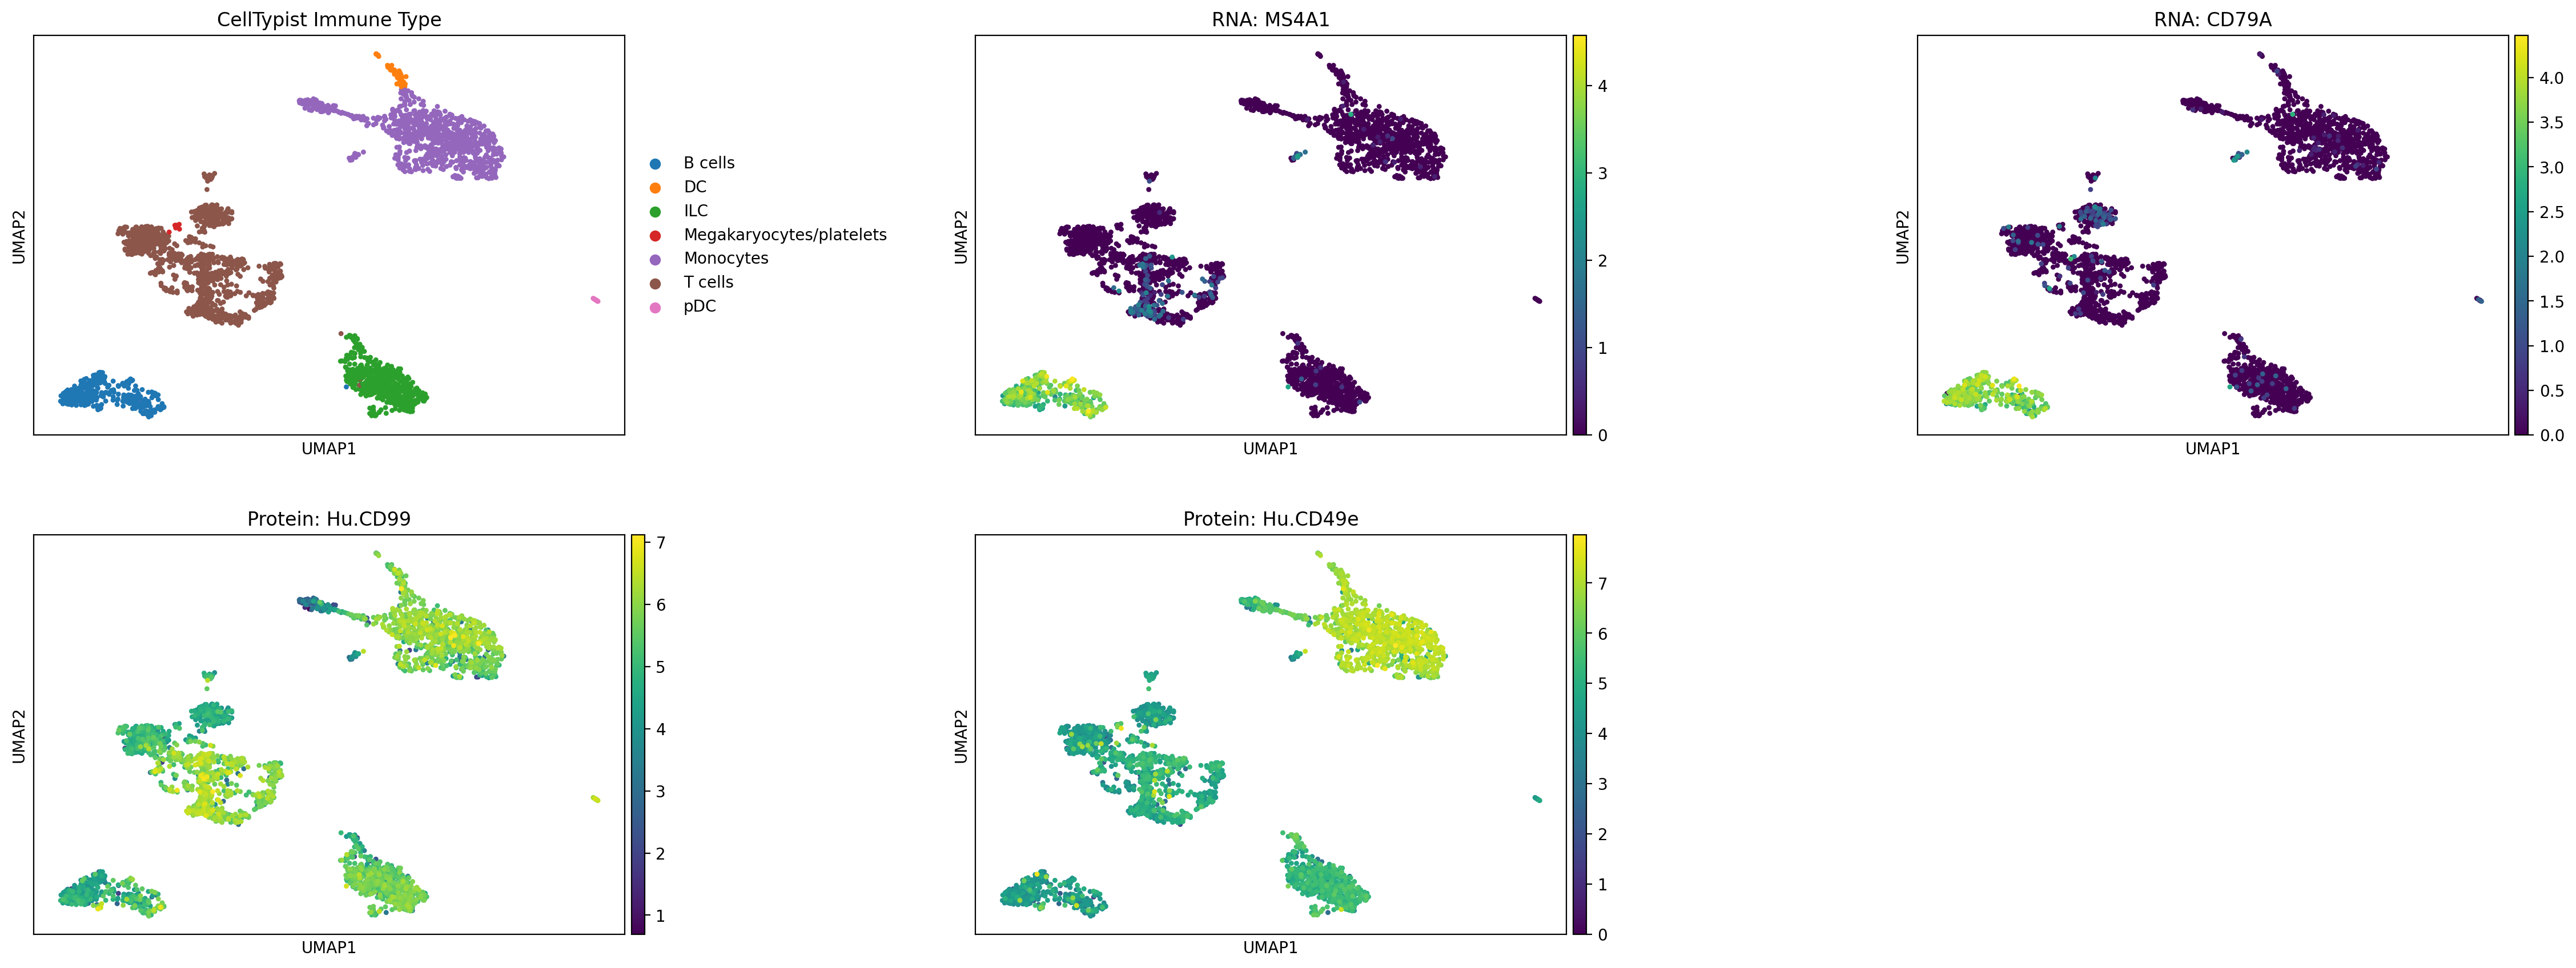 CellTypist Immune Type
UMAP2
UMAP1
B cells
DC
ILC
Megakaryocytes/platelets
Monocytes
T cells
pDC
RNA: MS4A1
UMAP2
UMAP1
4
3
2
1
0
RNA: CD79A
UMAP2
UMAP1
4.0
3.5
3.0
2.5
2.0
1.5
1.0
0.5
0.0
Protein: Hu.CD99
UMAP2
UMAP1
7
6
5
4
3
2
1
Protein: Hu.CD49e
UMAP2
UMAP1
7
6
5
4
3
2
1
0